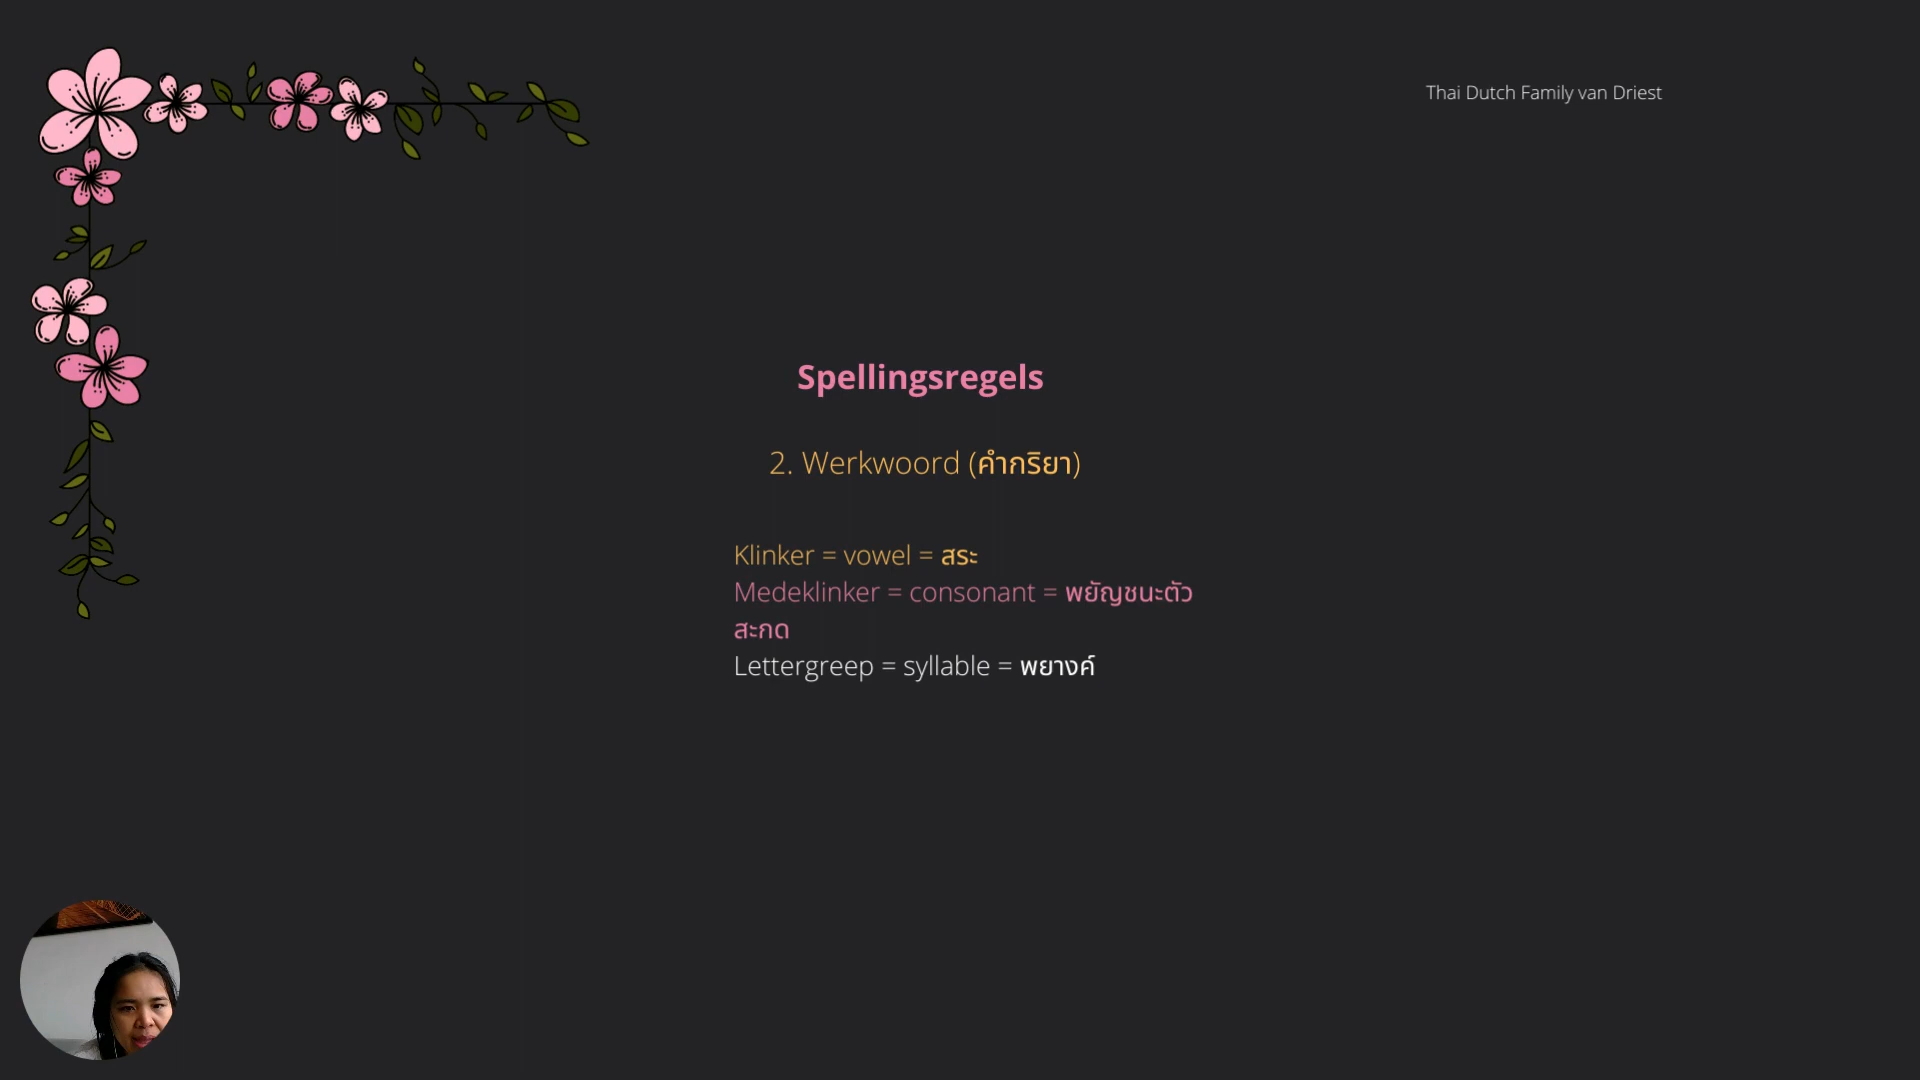 Thai Dutch Family van Driest
Spellingsregels
2. Werkwoord (คำกริยา)
Klinker = vowel = สระ
Medeklinker = consonant = พยัญชนะตัว
สะกด
Lettergreep = syllable = พยางค์